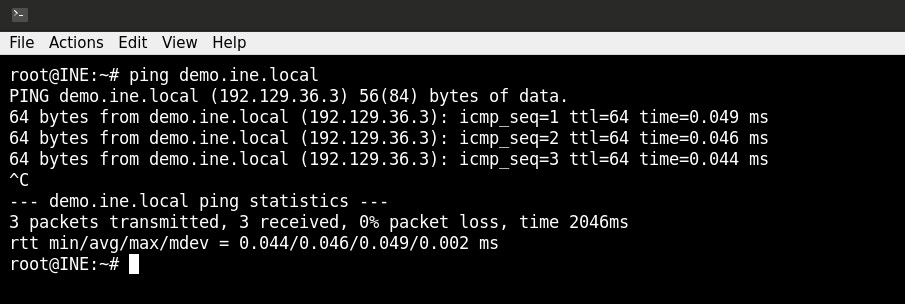 File Actions Edit View Help
root@INE:~# ping demo.ine.local
PING demo.ine.local (192.129.36.3) 56(84) bytes of data.
64 bytes from demo.ine.local (192.129.36.3): icmp_seq=1 ttl=64 time=0.049 ms
64 bytes from demo.ine.local (192.129.36.3): icmp_seq=2 ttl=64 time=0.046 ms
64 bytes from demo.ine.local (192.129.36.3): icmp_seq=3 ttl=64 time=0.044 ms
^C
--- demo.ine.local ping statistics ---
3 packets transmitted, 3 received, 0% packet loss, time 2046ms
rtt min/avg/max/mdev = 0.044/0.046/0.049/0.002 ms
root@INE:~#